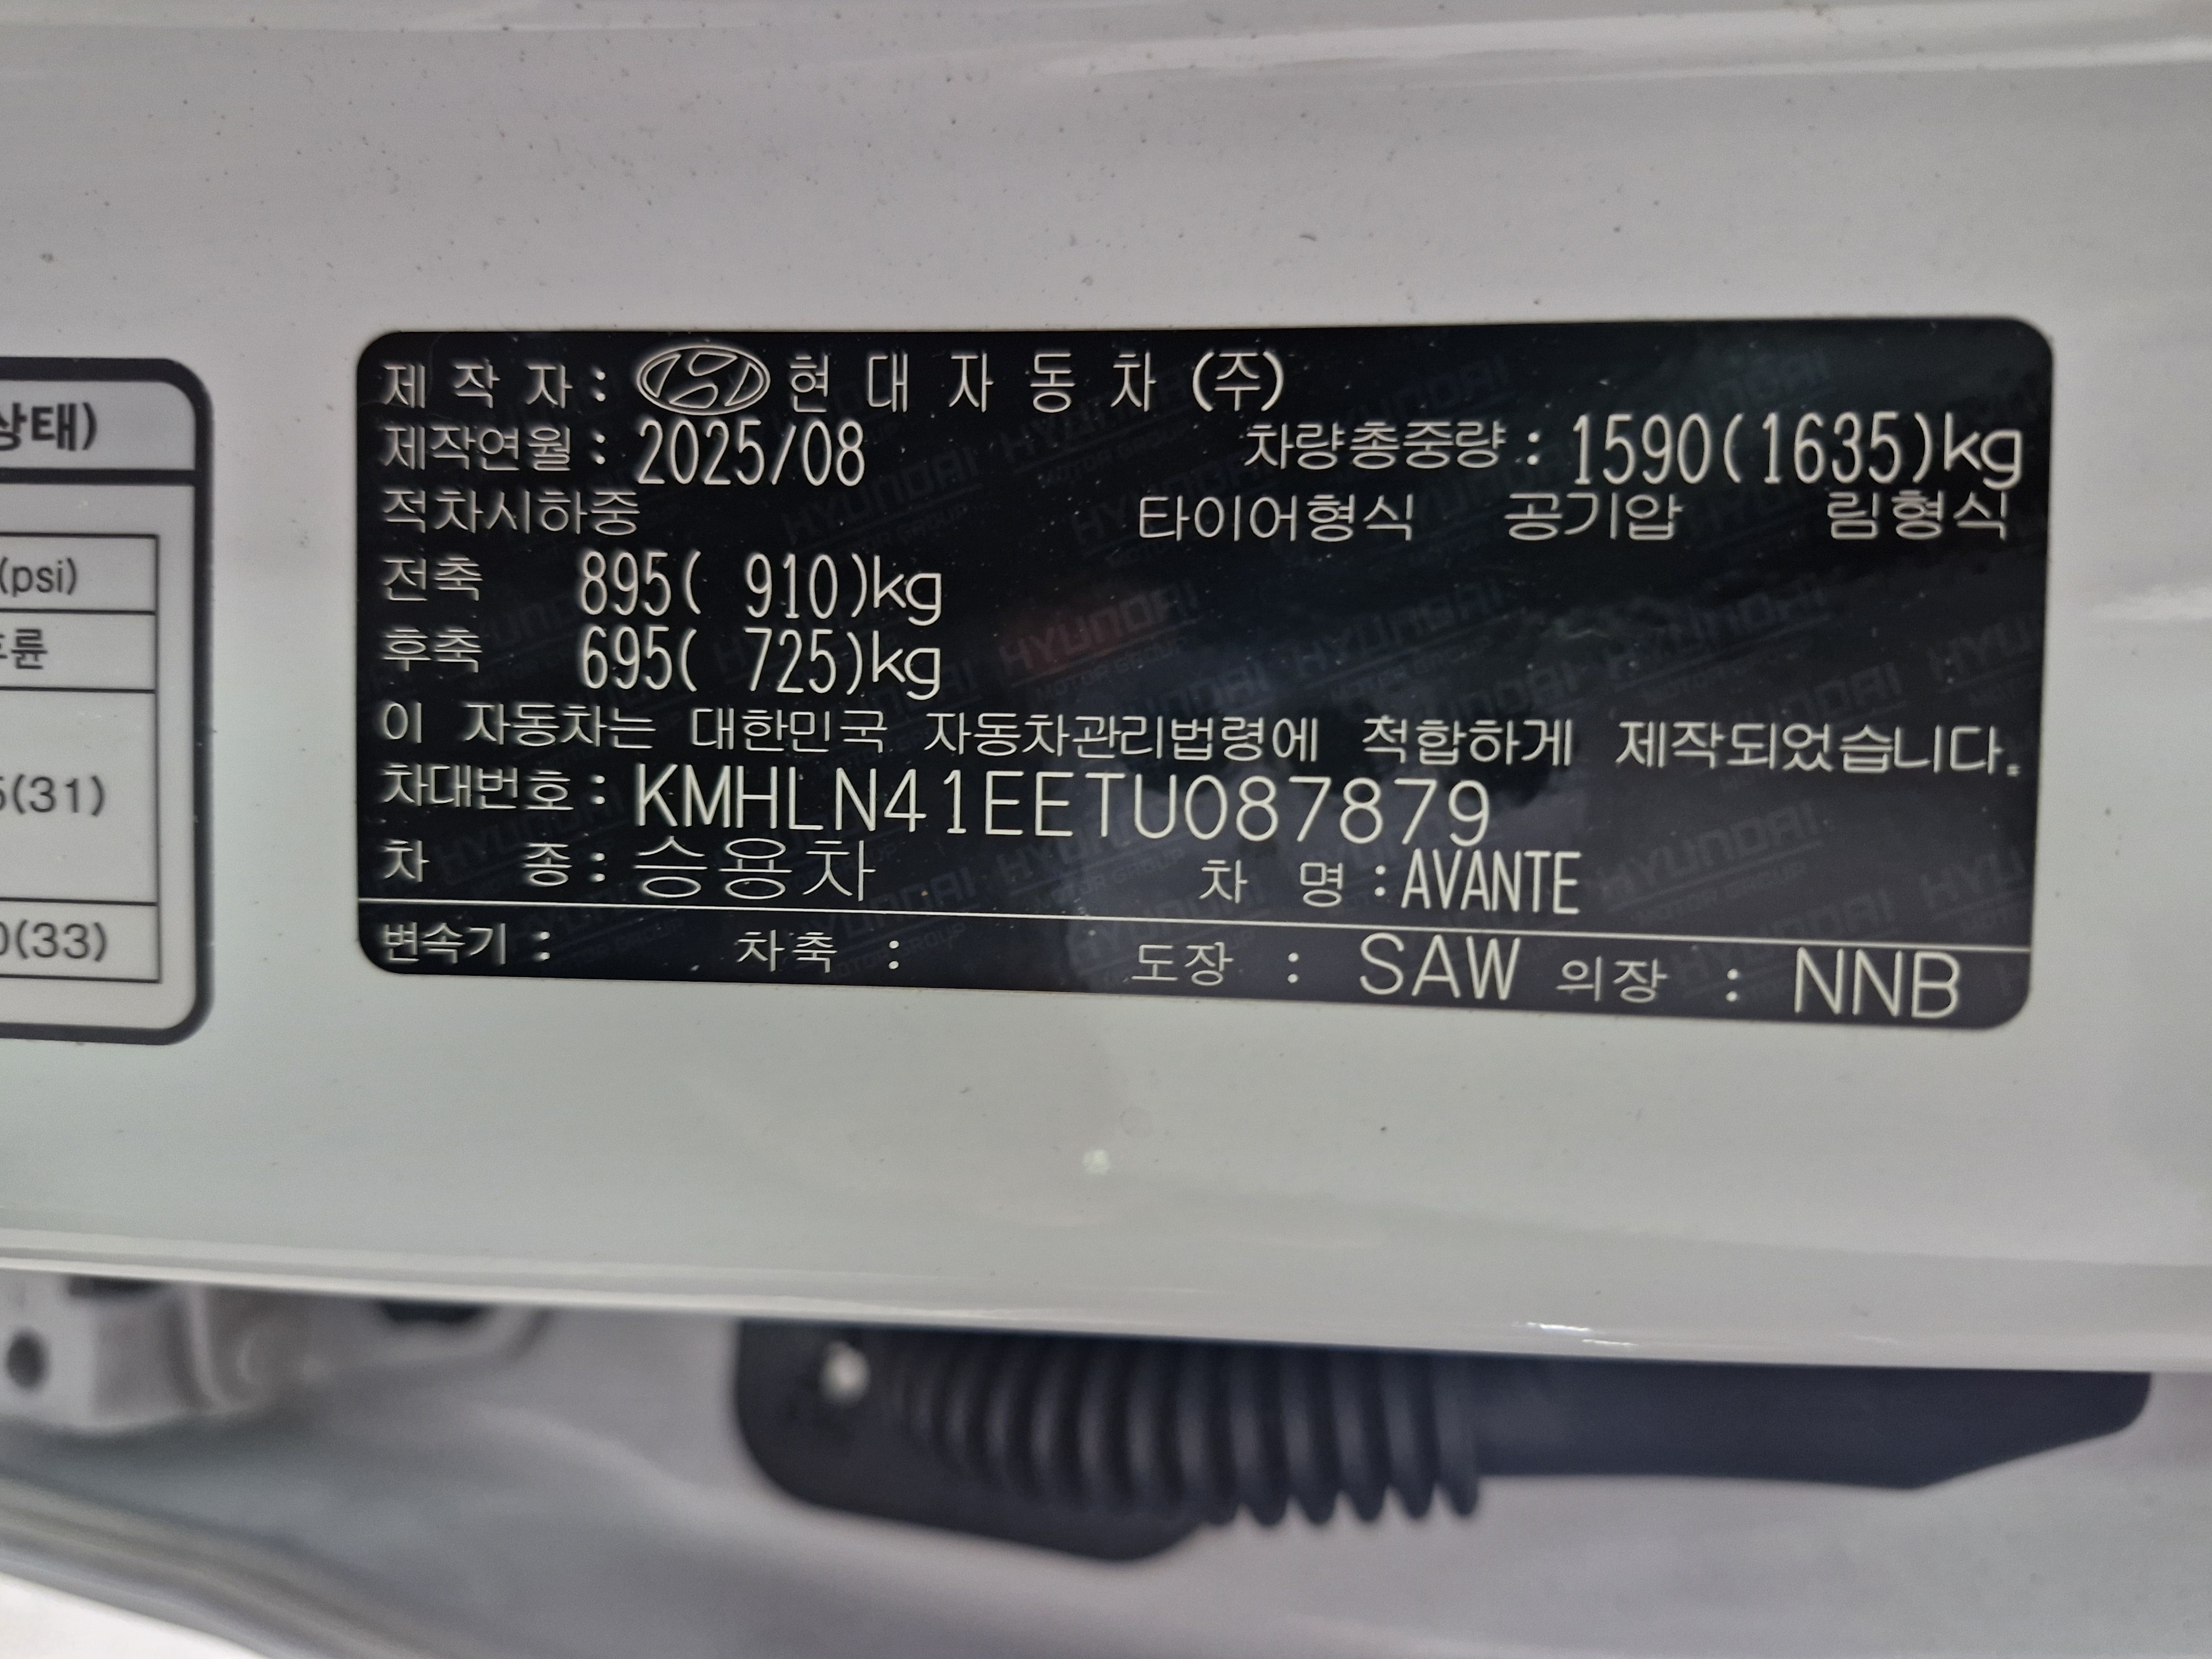 상태)
(psi)
후륜
5(31)
0(33)
제 작 자 : 현 대 자 동 차 (주)
제작연월 : 2025/08 차량총중량 : 1590(1635)kg
적차시하중 타이어형식 공기압 림형식
전축 895( 910)kg
후축 695( 725)kg
이 자동차는 대한민국 자동차관리법령에 적합하게 제작되었습니다.
차대번호 : KMHLN41EETU087879
차 종 : 승용차 차 명 : AVANTE
변속기 : 차축 : 도장 : SAW 의장 : NNB
HYUNDAI
MOTOR GROUP